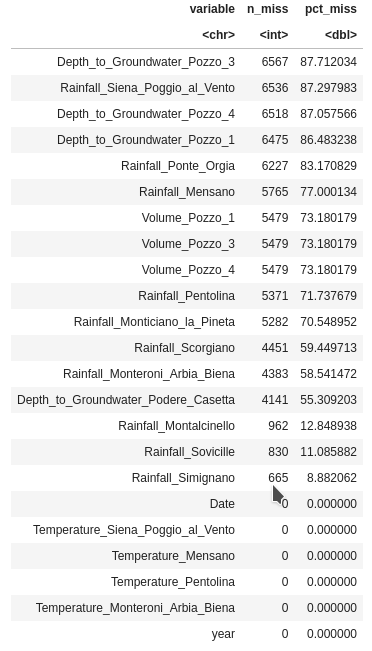 variable n_miss pct_miss
<chr> <int> <dbl>
Depth_to_Groundwater_Pozzo_3 6567 87.712034
Rainfall_Siena_Poggio_al_Vento 6536 87.297983
Depth_to_Groundwater_Pozzo_4 6518 87.057566
Depth_to_Groundwater_Pozzo_1 6475 86.483238
Rainfall_Ponte_Orgia 6227 83.170829
Rainfall_Mensano 5765 77.000134
Volume_Pozzo_1 5479 73.180179
Volume_Pozzo_3 5479 73.180179
Volume_Pozzo_4 5479 73.180179
Rainfall_Pentolina 5371 71.737679
Rainfall_Monticiano_la_Pineta 5282 70.548952
Rainfall_Scorgiano 4451 59.449713
Rainfall_Monteroni_Arbia_Biena 4383 58.541472
Depth_to_Groundwater_Podere_Casetta 4141 55.309203
Rainfall_Montalcinello 962 12.848938
Rainfall_Sovicille 830 11.085882
Rainfall_Simignano 665 8.882062
Date 0 0.000000
Temperature_Siena_Poggio_al_Vento 0 0.000000
Temperature_Mensano 0 0.000000
Temperature_Pentolina 0 0.000000
Temperature_Monteroni_Arbia_Biena 0 0.000000
year 0 0.000000